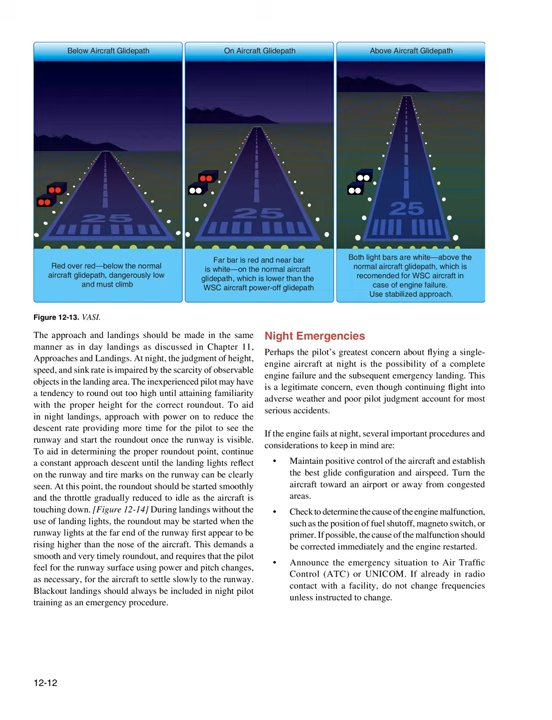 Below Aircraft Glidepath
On Aircraft Glidepath
Above Aircraft Glidepath
25
25
25
Red over red—below the normal
aircraft glidepath, dangerously low
and must climb
Far bar is red and near bar
is white—on the normal aircraft
glidepath, which is lower than the
WSC aircraft power-off glidepath
Both light bars are white—above the
normal aircraft glidepath, which is
recomended for WSC aircraft in
case of engine failure.
Use stabilized approach.
Figure 12-13. VASI.
The approach and landings should be made in the same
manner as in day landings as discussed in Chapter 11,
Approaches and Landings. At night, the judgment of height,
speed, and sink rate is impaired by the scarcity of observable
objects in the landing area. The inexperienced pilot may have
a tendency to round out too high until attaining familiarity
with the proper height for the correct roundout. To aid
in night landings, approach with power on to reduce the
descent rate providing more time for the pilot to see the
runway and start the roundout once the runway is visible.
To aid in determining the proper roundout point, continue
a constant approach descent until the landing lights reflect
on the runway and tire marks on the runway can be clearly
seen. At this point, the roundout should be started smoothly
and the throttle gradually reduced to idle as the aircraft is
touching down. [Figure 12-14] During landings without the
use of landing lights, the roundout may be started when the
runway lights at the far end of the runway first appear to be
rising higher than the nose of the aircraft. This demands a
smooth and very timely roundout, and requires that the pilot
feel for the runway surface using power and pitch changes,
as necessary, for the aircraft to settle slowly to the runway.
Blackout landings should always be included in night pilot
training as an emergency procedure.
Night Emergencies
Perhaps the pilot's greatest concern about flying a single-
engine aircraft at night is the possibility of a complete
engine failure and the subsequent emergency landing. This
is a legitimate concern, even though continuing flight into
adverse weather and poor pilot judgment account for most
serious accidents.
If the engine fails at night, several important procedures and
considerations to keep in mind are:
• Maintain positive control of the aircraft and establish
the best glide configuration and airspeed. Turn the
aircraft toward an airport or away from congested
areas.
• Check to determine the cause of the engine malfunction,
such as the position of fuel shutoff, magneto switch, or
primer. If possible, the cause of the malfunction should
be corrected immediately and the engine restarted.
• Announce the emergency situation to Air Traffic
Control (ATC) or UNICOM. If already in radio
contact with a facility, do not change frequencies
unless instructed to change.
12-12